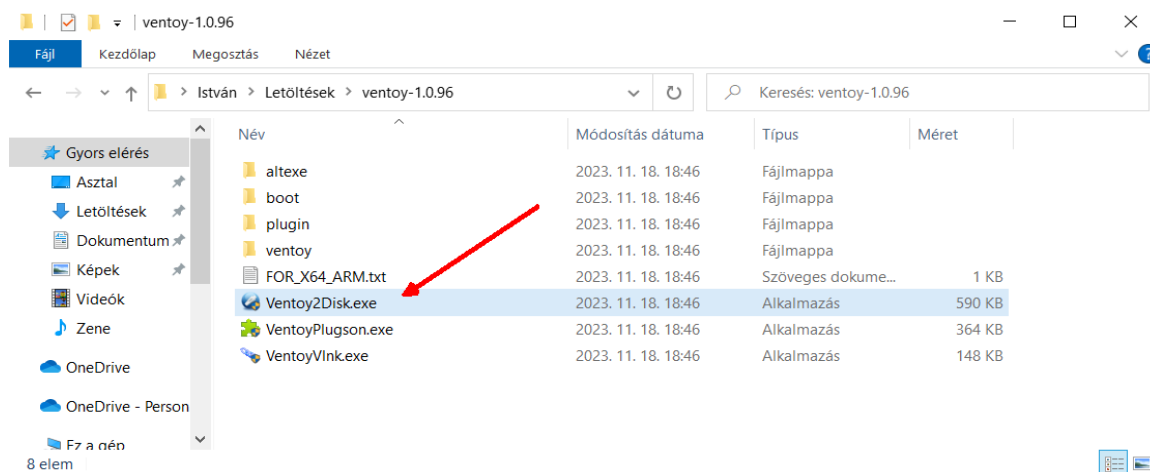 ventoy-1.0.96
Fájl Kezdőlap Megosztás Nézet
István > Letöltések > ventoy-1.0.96 Keresés: ventoy-1.0.96
Név Módosítás dátuma Típus Méret
Gyors elérés
Asztal
Letöltések
Dokumentum
Képek
Videók
Zene
OneDrive
OneDrive - Person
Ez a gép
altexe 2023. 11. 18. 18:46 Fájlmappa
boot 2023. 11. 18. 18:46 Fájlmappa
plugin 2023. 11. 18. 18:46 Fájlmappa
ventoy 2023. 11. 18. 18:46 Fájlmappa
FOR_X64_ARM.txt 2023. 11. 18. 18:46 Szöveges dokume... 1 KB
Ventoy2Disk.exe 2023. 11. 18. 18:46 Alkalmazás 590 KB
VentoyPlugson.exe 2023. 11. 18. 18:46 Alkalmazás 364 KB
VentoyVlnk.exe 2023. 11. 18. 18:46 Alkalmazás 148 KB
8 elem